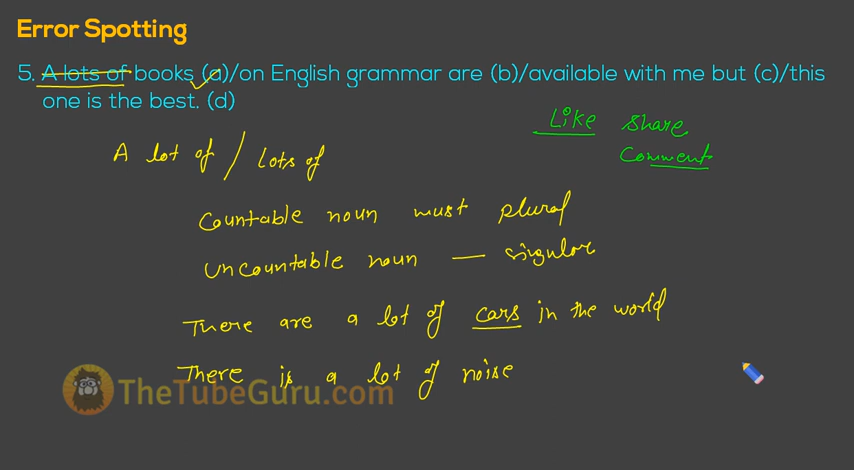 Error Spotting
5. A lots of books (a)/on English grammar are (b)/available with me but (c)/this
one is the best. (d)
Like Share
Comment
A lot of / Lots of
Countable noun must plural
Uncountable noun — singular
There are a lot of cars in the world
There is a lot of noise
TheTubeGuru.com